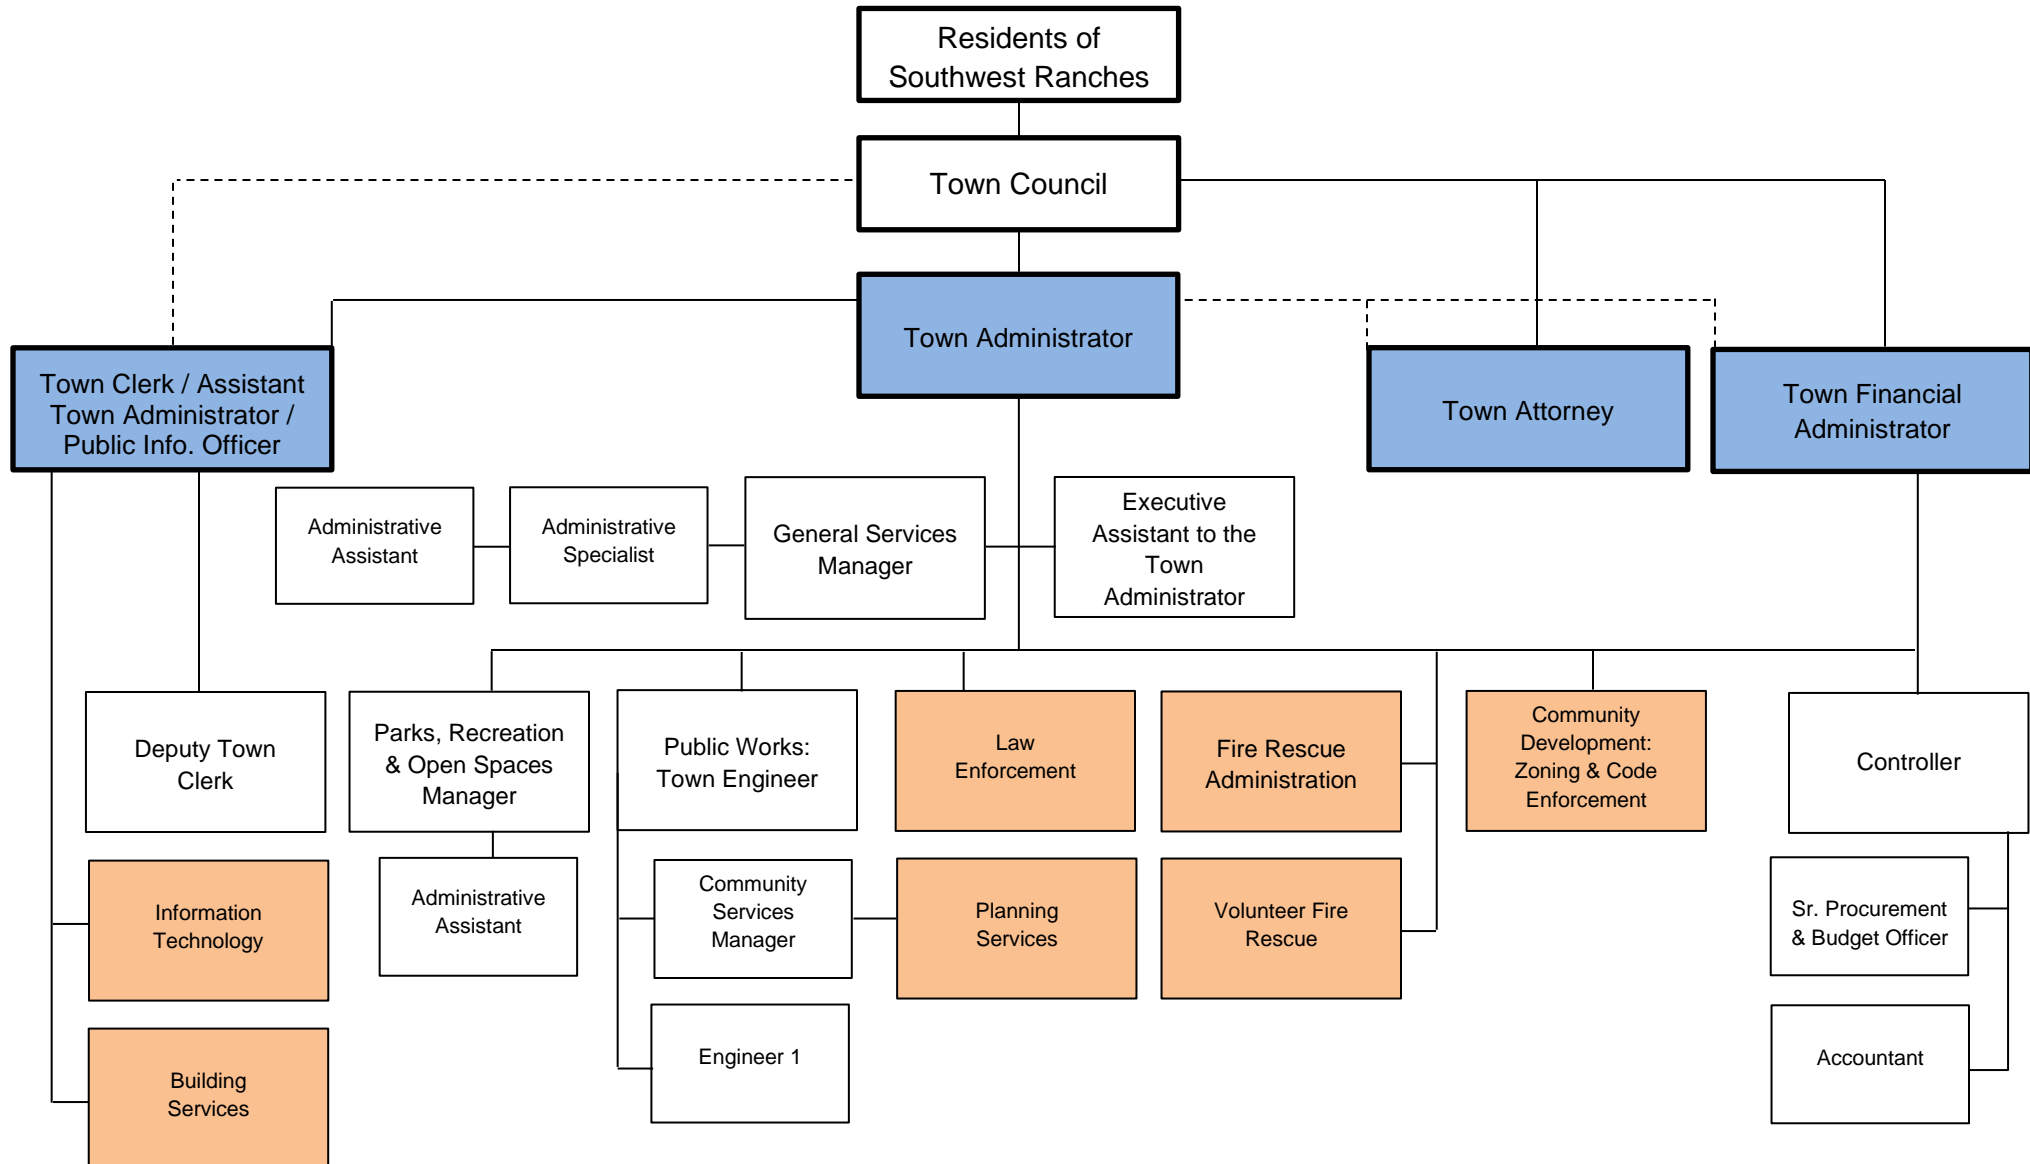 Residents of
Southwest Ranches
Town Council
Town Administrator
Town Clerk / Assistant
Town Administrator /
Public Info. Officer
Town Attorney
Town Financial
Administrator
Administrative
Assistant
Administrative
Specialist
General Services
Manager
Executive
Assistant to the
Town
Administrator
Deputy Town
Clerk
Parks, Recreation
& Open Spaces
Manager
Public Works:
Town Engineer
Law
Enforcement
Fire Rescue
Administration
Community
Development:
Zoning & Code
Enforcement
Controller
Information
Technology
Administrative
Assistant
Community
Services
Manager
Planning
Services
Volunteer Fire
Rescue
Sr. Procurement
& Budget Officer
Building
Services
Engineer 1
Accountant